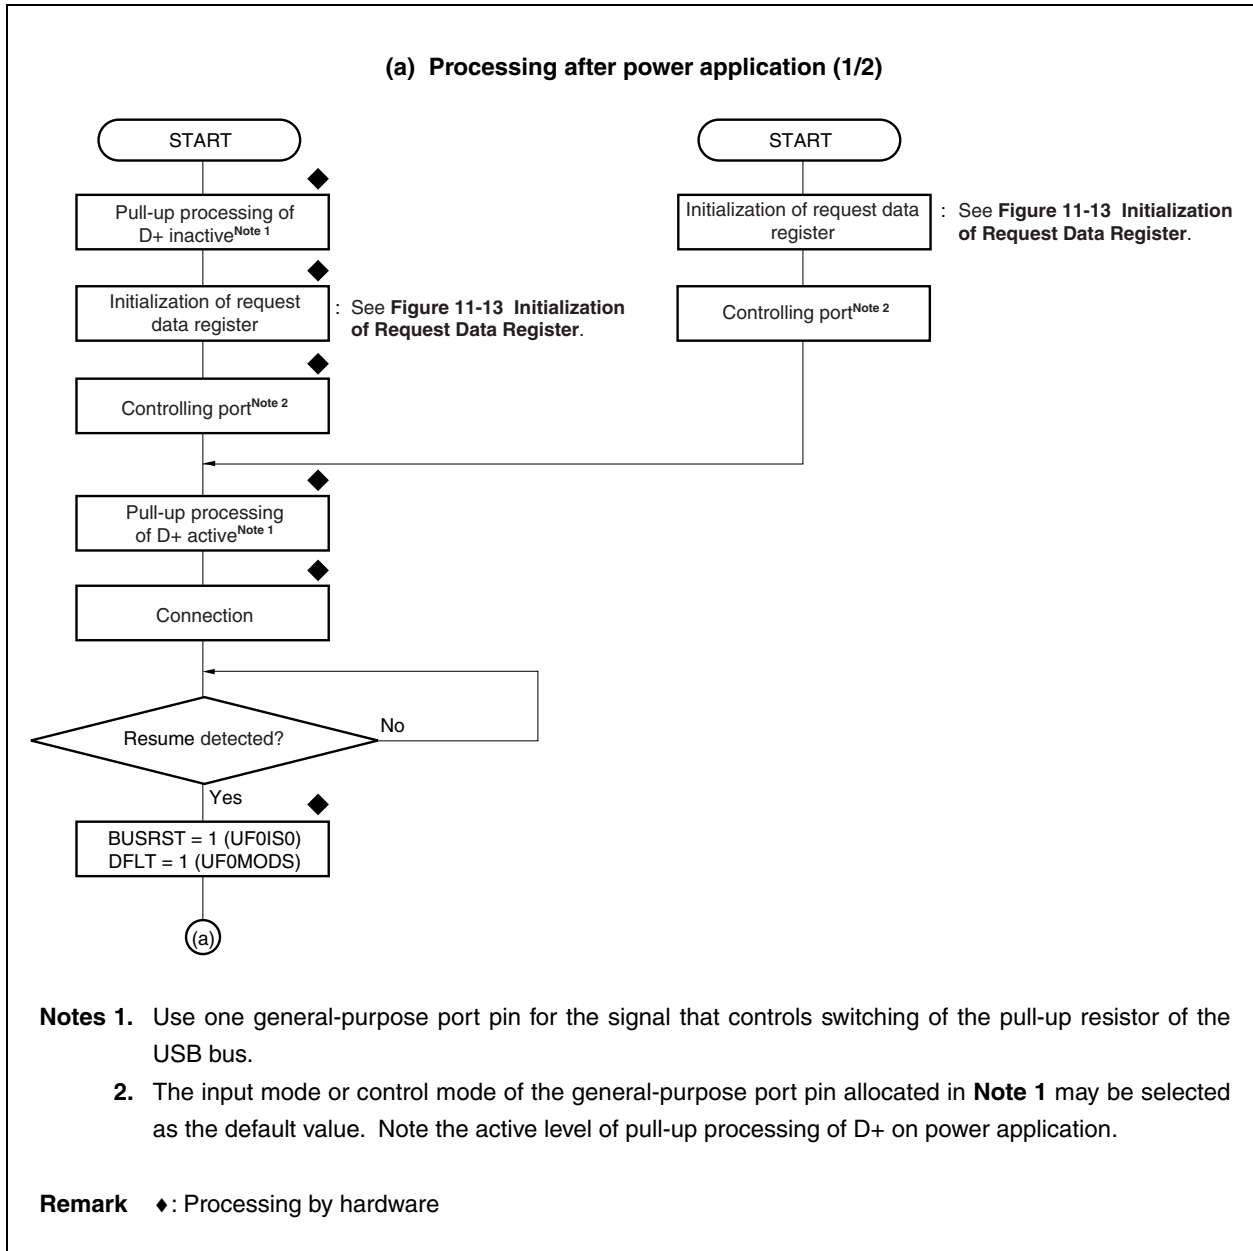 (a) Processing after power application (1/2)
START
Pull-up processing of
D+ inactiveNote 1
Initialization of request
data register
: See Figure 11-13 Initialization
of Request Data Register.
Controlling portNote 2
START
Initialization of request data
register
: See Figure 11-13 Initialization
of Request Data Register.
Controlling portNote 2
Pull-up processing
of D+ activeNote 1
Connection
Resume detected?
No
Yes
BUSRST = 1 (UF0IS0)
DFLT = 1 (UF0MODS)
(a)
Notes 1. Use one general-purpose port pin for the signal that controls switching of the pull-up resistor of the
USB bus.
2. The input mode or control mode of the general-purpose port pin allocated in Note 1 may be selected
as the default value. Note the active level of pull-up processing of D+ on power application.
Remark ♦: Processing by hardware